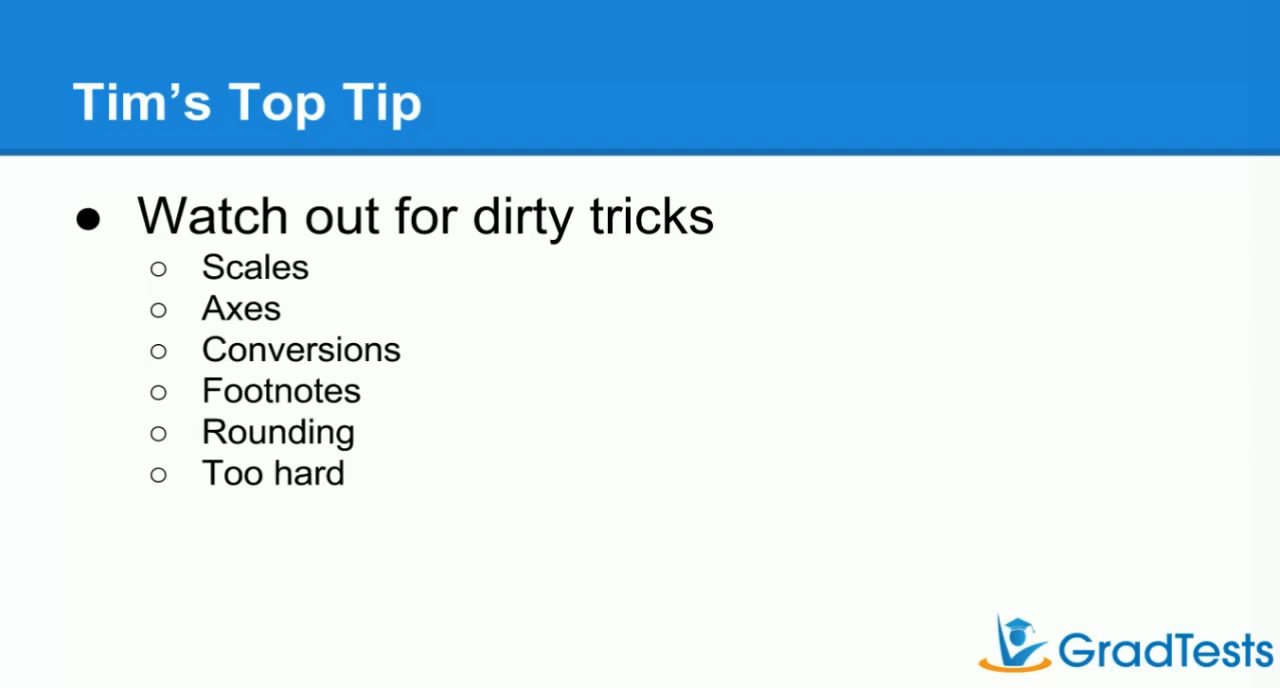 Tim's Top Tip
● Watch out for dirty tricks
○ Scales
○ Axes
○ Conversions
○ Footnotes
○ Rounding
○ Too hard
GradTests